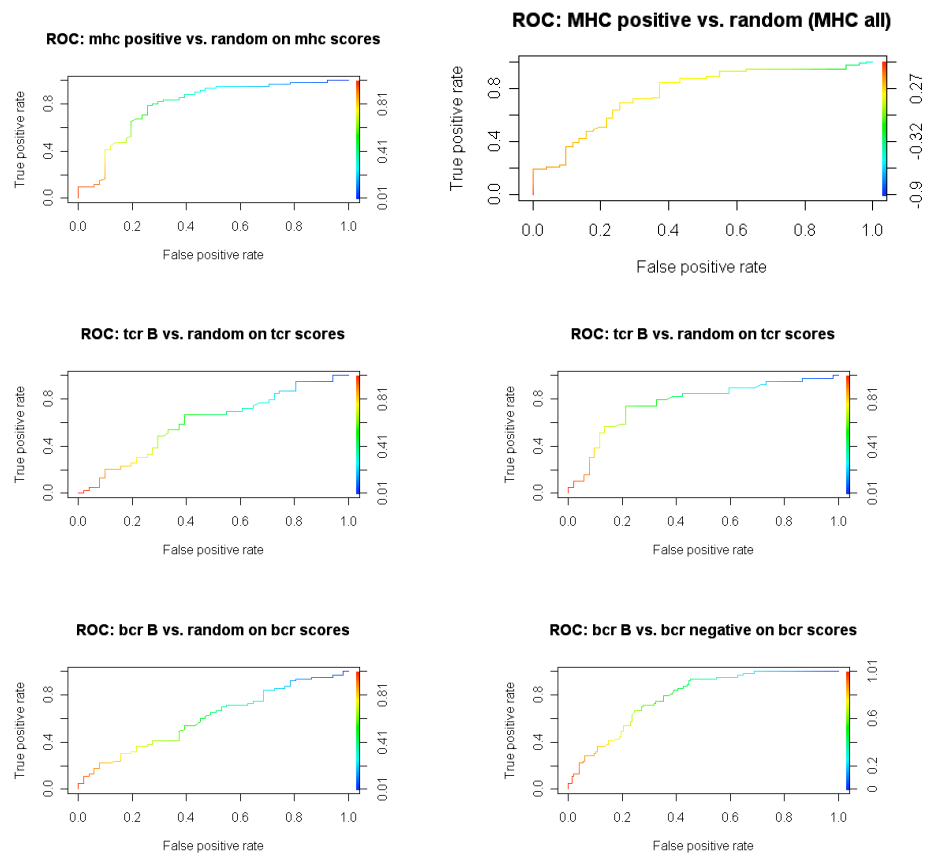 ROC: mhc positive vs. random on mhc scores
True positive rate
0.0 0.4 0.8
0.01 0.41 0.81
0.0 0.2 0.4 0.6 0.8 1.0
False positive rate
ROC: MHC positive vs. random (MHC all)
True positive rate
0.0 0.4 0.8
-0.9 -0.32 0.27
0.0 0.2 0.4 0.6 0.8 1.0
False positive rate
ROC: tcr B vs. random on tcr scores
True positive rate
0.0 0.4 0.8
0.01 0.41 0.81
0.0 0.2 0.4 0.6 0.8 1.0
False positive rate
ROC: tcr B vs. random on tcr scores
True positive rate
0.0 0.4 0.8
0.01 0.41 0.81
0.0 0.2 0.4 0.6 0.8 1.0
False positive rate
ROC: bcr B vs. random on bcr scores
True positive rate
0.0 0.4 0.8
0.01 0.41 0.81
0.0 0.2 0.4 0.6 0.8 1.0
False positive rate
ROC: bcr B vs. bcr negative on bcr scores
True positive rate
0.0 0.4 0.8
0 0.2 0.6 1.01
0.0 0.2 0.4 0.6 0.8 1.0
False positive rate